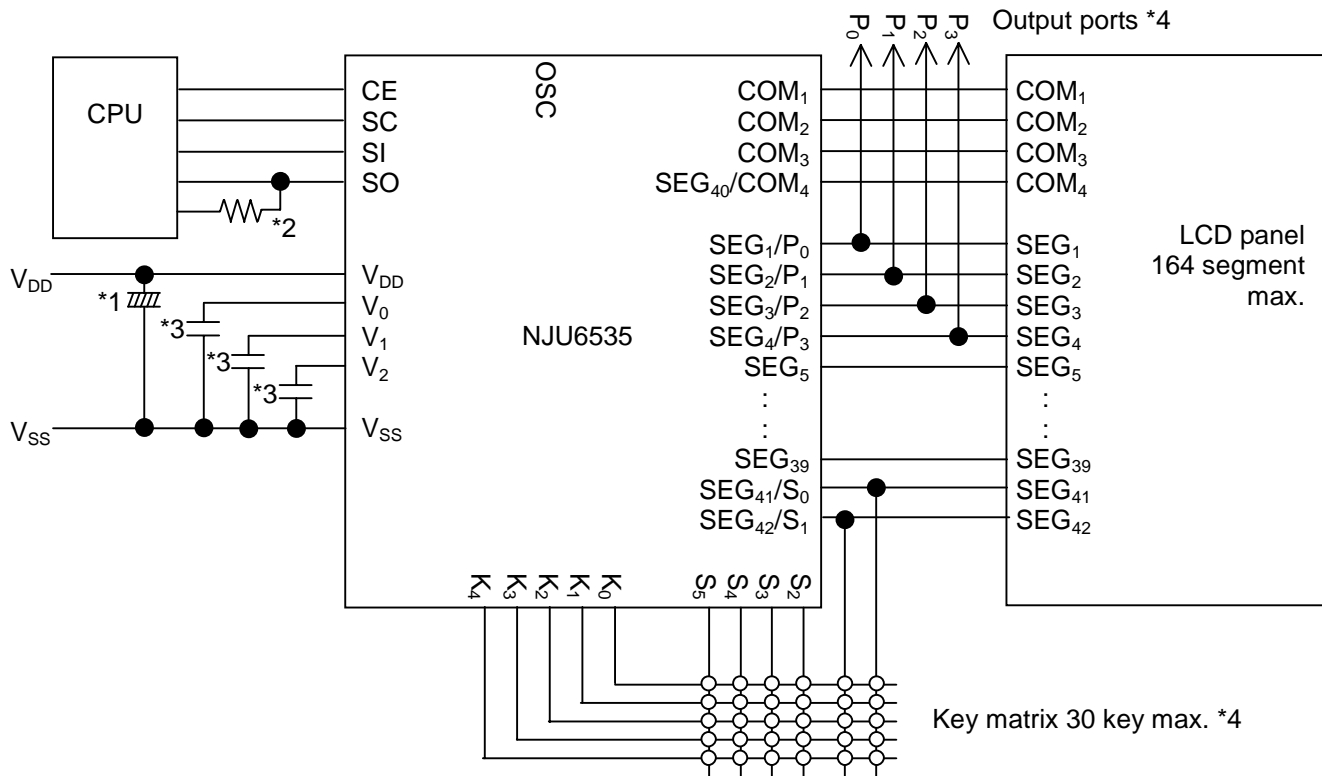 P0 P1 P2 P3 Output ports *4
CPU
OSC
CE
SC
SI
SO
*2
VDD
*1
*3
*3
*3
VSS
VDD
V0
V1
V2
VSS
NJU6535
COM1
COM2
COM3
SEG40/COM4
SEG1/P0
SEG2/P1
SEG3/P2
SEG4/P3
SEG5
:
:
SEG39
SEG41/S0
SEG42/S1
K4 K3 K2 K1 K0
S5 S4 S3 S2
COM1
COM2
COM3
COM4
SEG1
SEG2
SEG3
SEG4
SEG5
:
:
SEG39
SEG41
SEG42
LCD panel
164 segment
max.
Key matrix 30 key max. *4